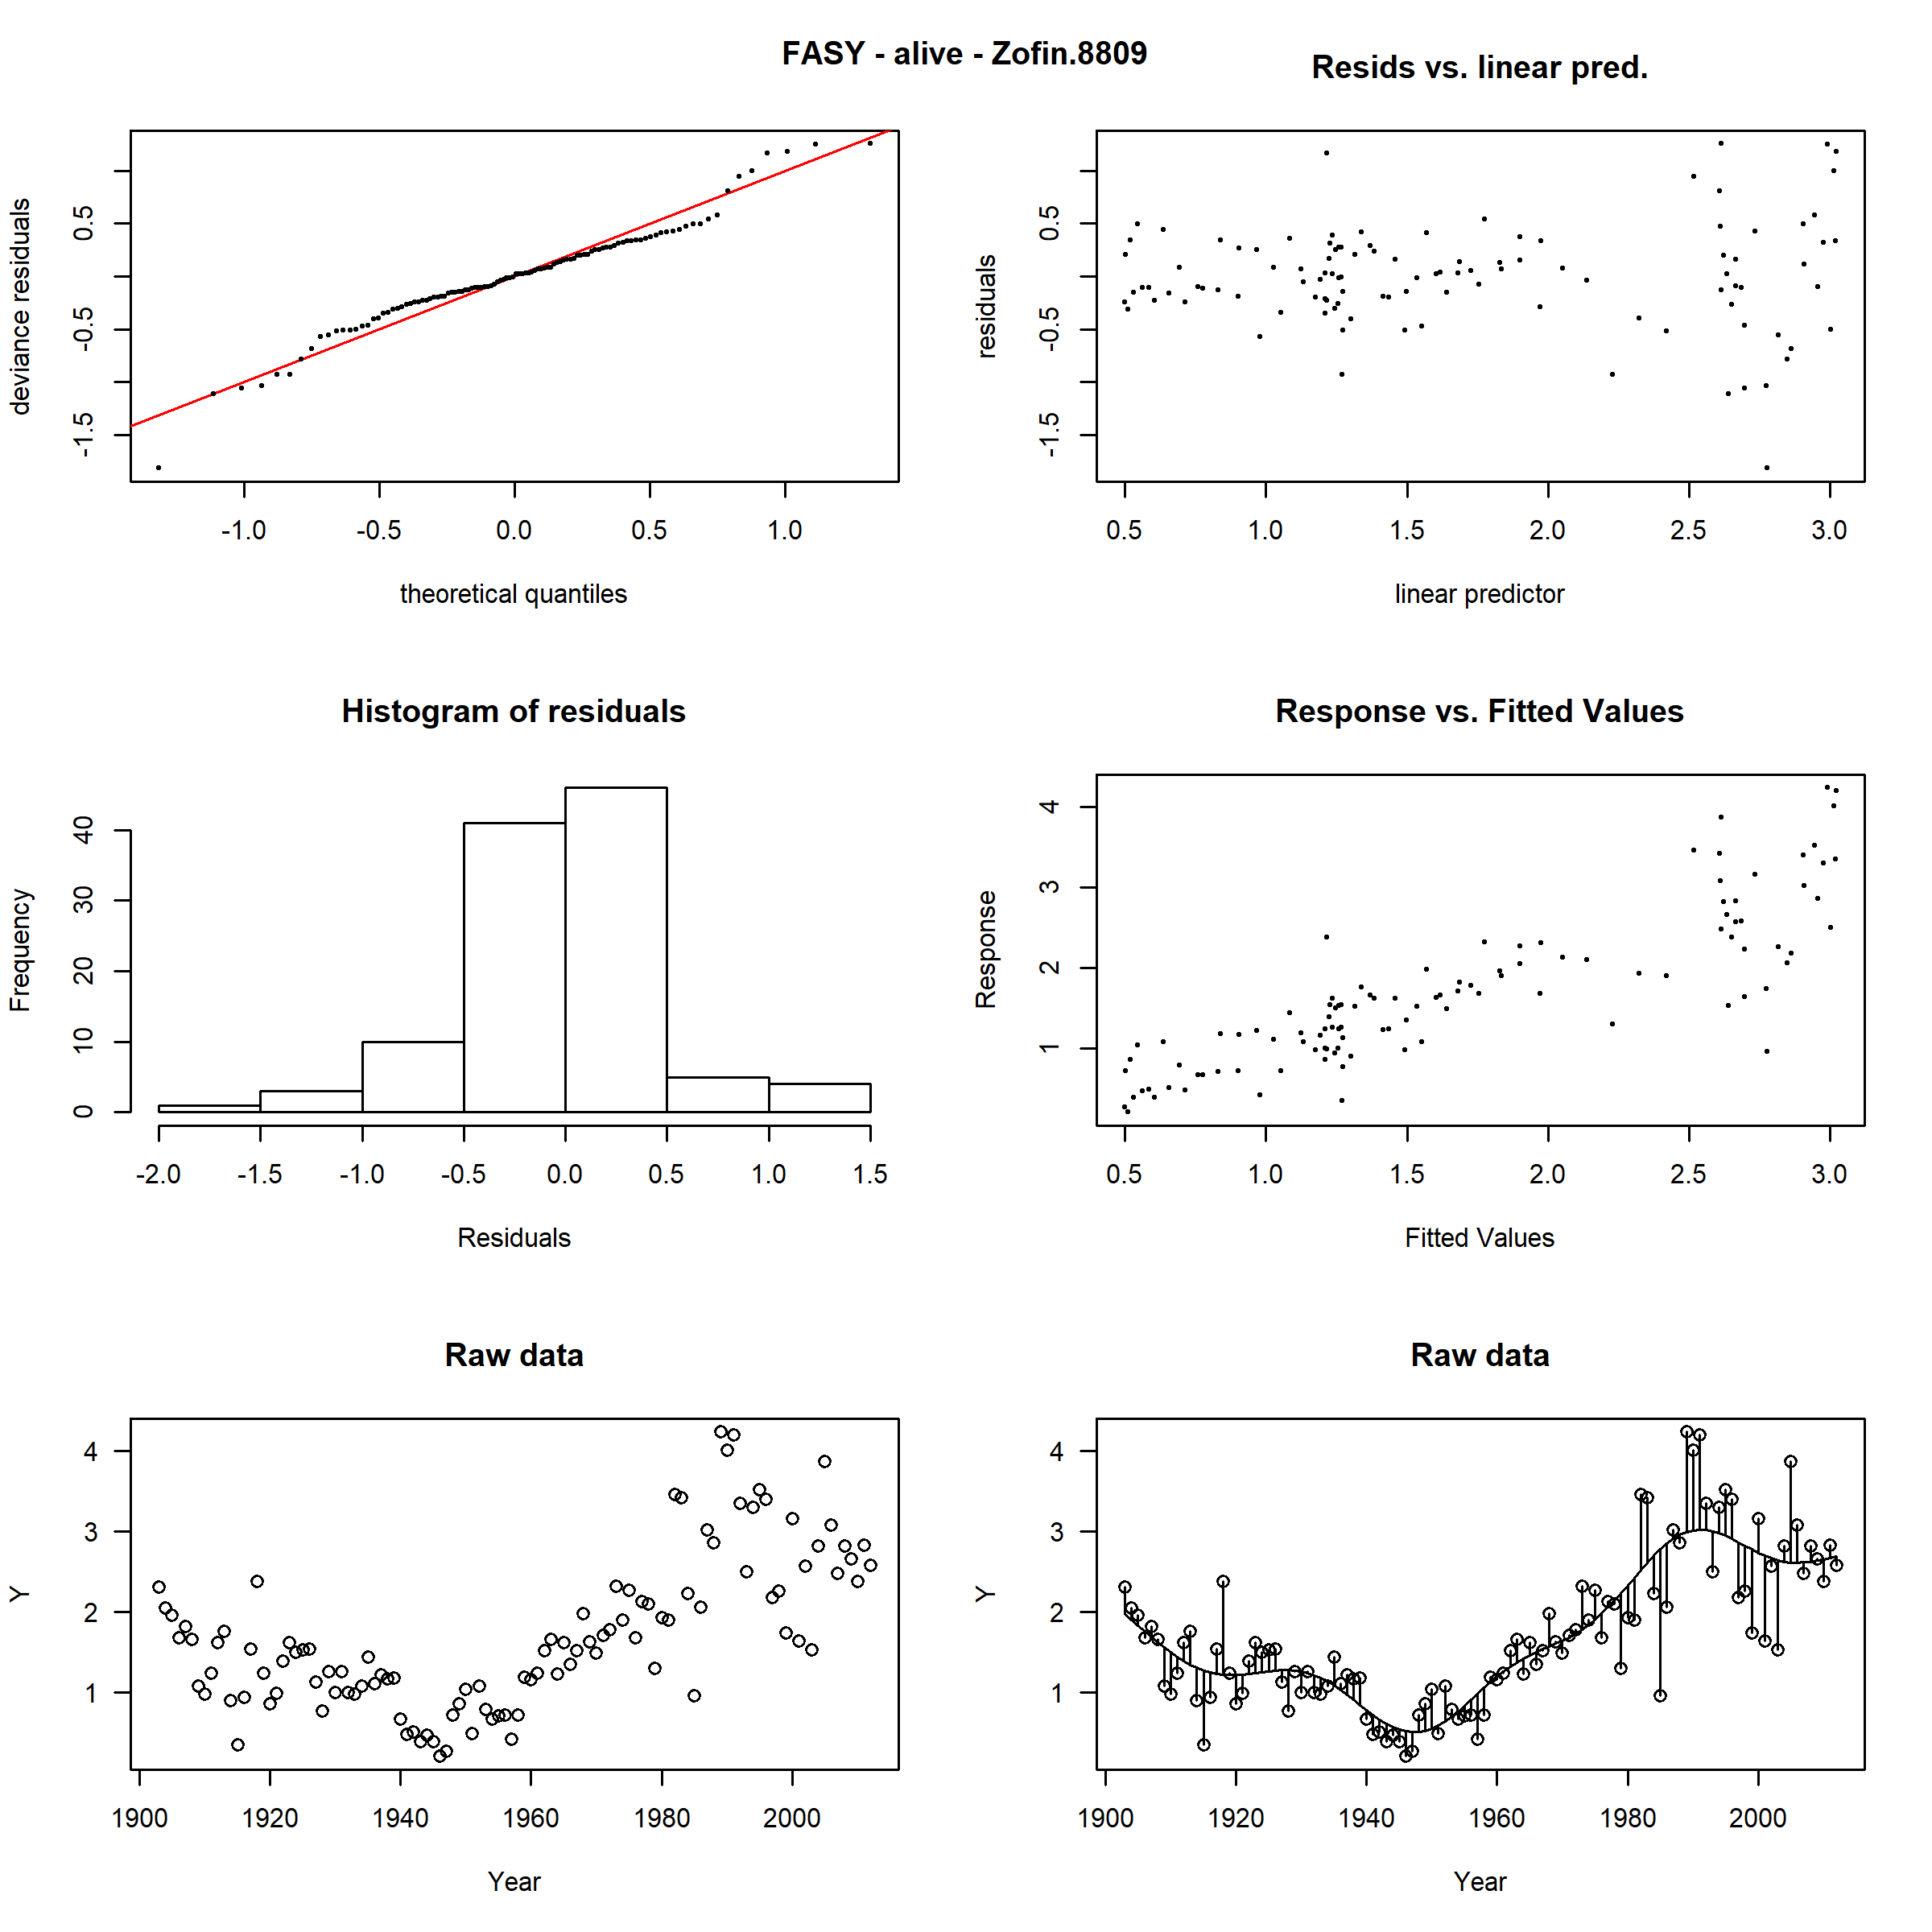 FASY - alive - Zofin.8809
Resids vs. linear pred.
deviance residuals
0.5
-0.5
-1.5
-1.0 -0.5 0.0 0.5 1.0
theoretical quantiles
residuals
0.5
-0.5
-1.5
0.5 1.0 1.5 2.0 2.5 3.0
linear predictor
Histogram of residuals
Frequency
40
30
20
10
0
-2.0 -1.5 -1.0 -0.5 0.0 0.5 1.0 1.5
Residuals
Response vs. Fitted Values
Response
4
3
2
1
0.5 1.0 1.5 2.0 2.5 3.0
Fitted Values
Raw data
Y
4
3
2
1
1900 1920 1940 1960 1980 2000
Year
Raw data
Y
4
3
2
1
1900 1920 1940 1960 1980 2000
Year